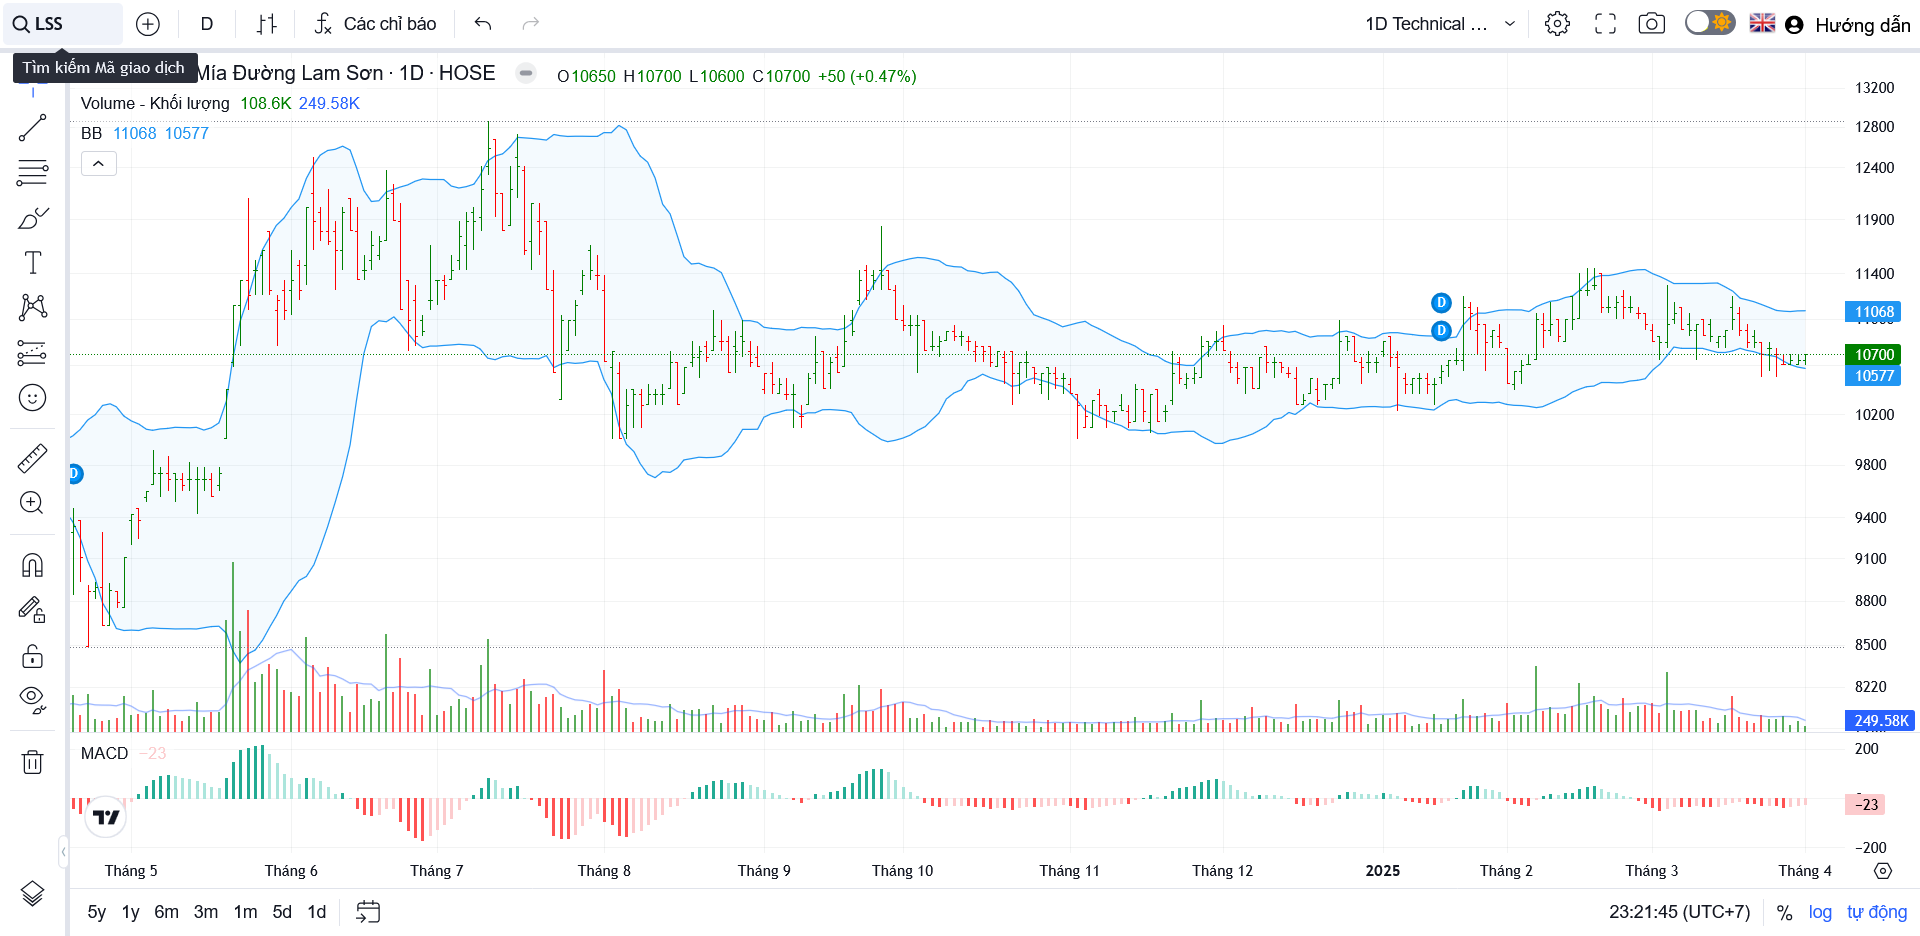 LSS
D
Các chỉ báo
1D Technical ...
Hướng dẫn
Tìm kiếm Mã giao dịch
Mía Đường Lam Sơn · 1D · HOSE
O10650 H10700 L10600 C10700 +50 (+0.47%)
Volume - Khối lượng 108.6K 249.58K
BB 11068 10577
13200
12800
12400
11900
11400
11068
10700
10577
10200
9800
9400
9100
8800
8500
8220
249.58K
D
D
D
MACD −23
200
−23
−200
Tháng 5
Tháng 6
Tháng 7
Tháng 8
Tháng 9
Tháng 10
Tháng 11
Tháng 12
2025
Tháng 2
Tháng 3
Tháng 4
5y 1y 6m 3m 1m 5d 1d
23:21:45 (UTC+7)
% log tự động